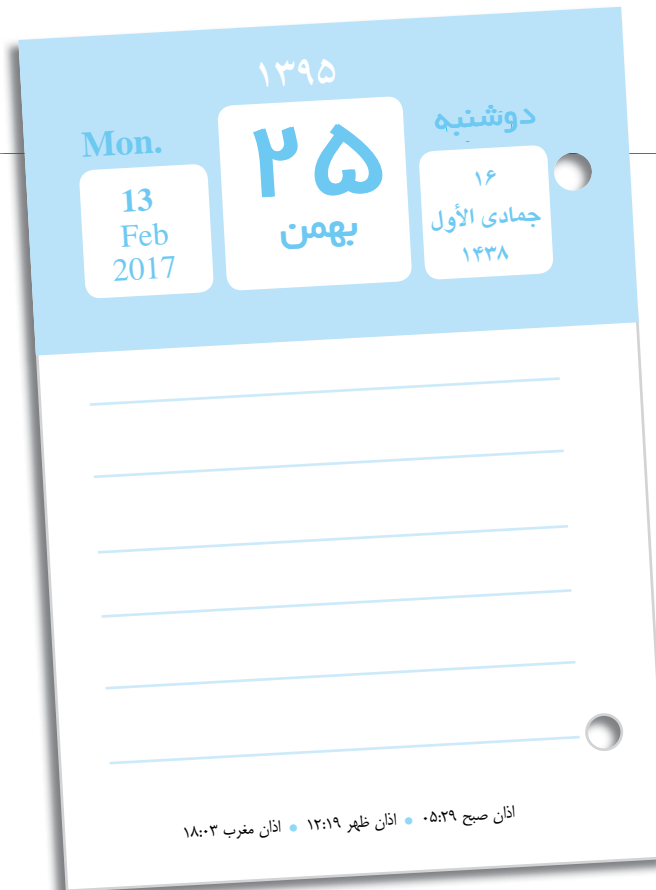 ۱۳۹۵
دوشنبه
۱۶
جمادی الأول
۱۴۳۸
۲۵
بهمن
Mon.
13
Feb
2017
اذان صبح ۰۵:۲۹ • اذان ظهر ۱۲:۱۹ • اذان مغرب ۱۸:۰۳